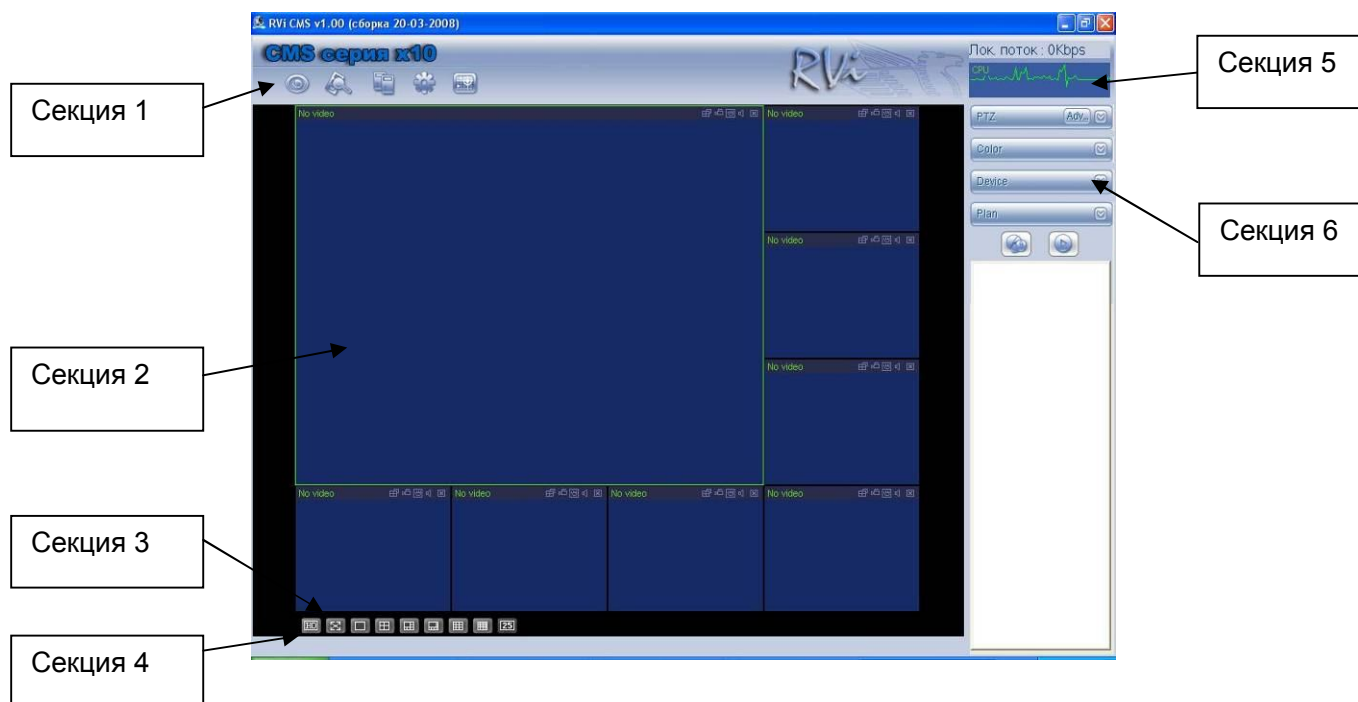 RVi CMS v1.00 (сборка 20-03-2008)
CMS серия x10
RVi
Лок. поток : 0Kbps
CPU
Секция 1
Секция 5
No video
No video
PTZ
Adv...
Color
Device
Plan
Секция 6
No video
Секция 2
No video
No video
No video
No video
No video
Секция 3
25
Секция 4